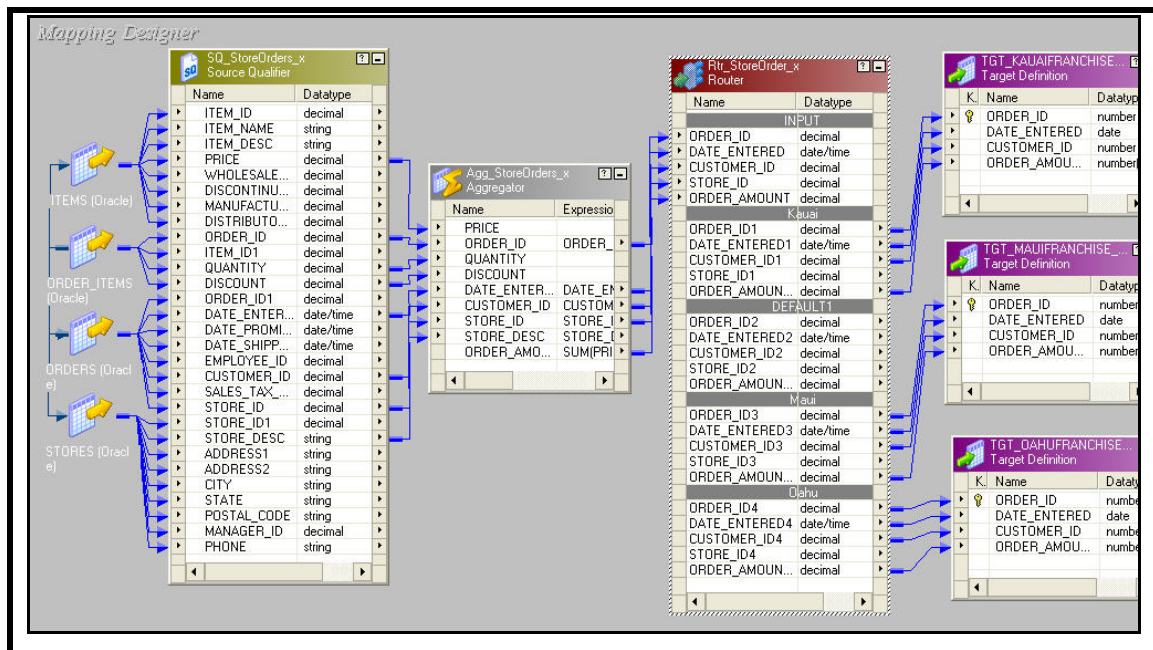 Mapping Designer
ITEMS (Oracle)
ORDER_ITEMS
(Oracle)
ORDERS (Oracl
e)
STORES (Oracl
e)
SQ_StoreOrders_x
Source Qualifier
Name Datatype
ITEM_ID decimal
ITEM_NAME string
ITEM_DESC string
PRICE decimal
WHOLESALE... decimal
DISCONTINU... decimal
MANUFACTU... decimal
DISTRIBUTO... decimal
ORDER_ID decimal
ITEM_ID1 decimal
QUANTITY decimal
DISCOUNT decimal
ORDER_ID1 decimal
DATE_ENTER... date/time
DATE_PROMI... date/time
DATE_SHIPP... date/time
EMPLOYEE_ID decimal
CUSTOMER_ID decimal
SALES_TAX_... decimal
STORE_ID decimal
STORE_ID1 decimal
STORE_DESC string
ADDRESS1 string
ADDRESS2 string
CITY string
STATE string
POSTAL_CODE string
MANAGER_ID decimal
PHONE string
Agg_StoreOrders_x
Aggregator
Name Expressio
PRICE
ORDER_ID ORDER_
QUANTITY
DISCOUNT
DATE_ENTER... DATE_EN
CUSTOMER_ID CUSTOM
STORE_ID STORE_I
STORE_DESC STORE_D
ORDER_AMO... SUM(PRI
Rtr_StoreOrder_x
Router
Name Datatype
INPUT
ORDER_ID decimal
DATE_ENTERED date/time
CUSTOMER_ID decimal
STORE_ID decimal
ORDER_AMOUNT decimal
Kauai
ORDER_ID1 decimal
DATE_ENTERED1 date/time
CUSTOMER_ID1 decimal
STORE_ID1 decimal
ORDER_AMOUN... decimal
DEFAULT1
ORDER_ID2 decimal
DATE_ENTERED2 date/time
CUSTOMER_ID2 decimal
STORE_ID2 decimal
ORDER_AMOUN... decimal
Maui
ORDER_ID3 decimal
DATE_ENTERED3 date/time
CUSTOMER_ID3 decimal
STORE_ID3 decimal
ORDER_AMOUN... decimal
Oahu
ORDER_ID4 decimal
DATE_ENTERED4 date/time
CUSTOMER_ID4 decimal
STORE_ID4 decimal
ORDER_AMOUN... decimal
TGT_KAUAIFRANCHISE...
Target Definition
K. Name Datatyp
ORDER_ID number
DATE_ENTERED date
CUSTOMER_ID number
ORDER_AMOU... number(
TGT_MAUIFRANCHISE_...
Target Definition
K. Name Datatyp
ORDER_ID number
DATE_ENTERED date
CUSTOMER_ID number
ORDER_AMOU... number
TGT_OAHUFRANCHISE...
Target Definition
K. Name Dataty
ORDER_ID numbe
DATE_ENTERED date
CUSTOMER_ID numbe
ORDER_AMOU... numbe